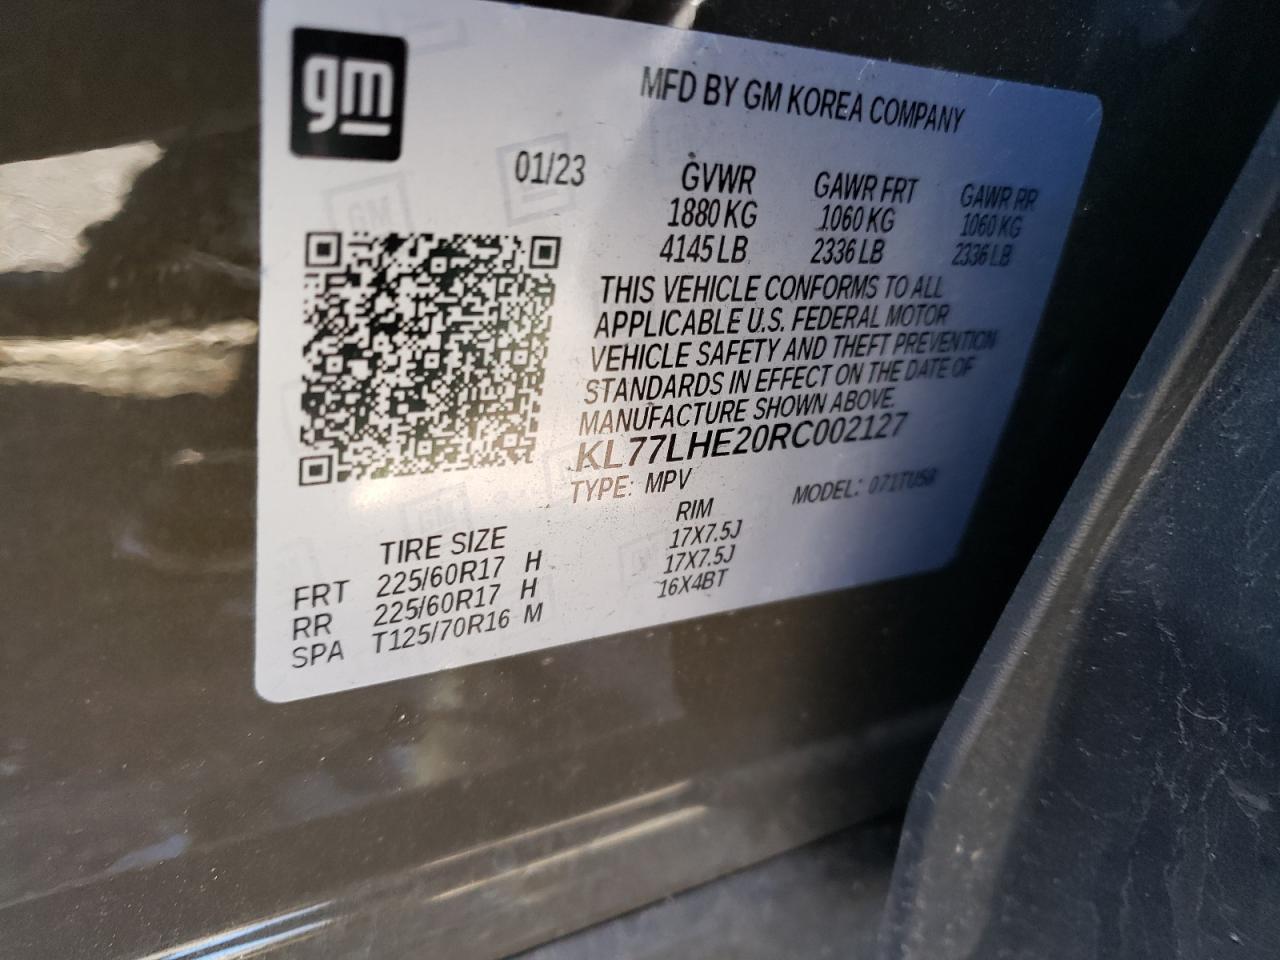 gm
MFD BY GM KOREA COMPANY
01/23 GVWR GAWR FRT GAWR RR
1880 KG 1060 KG 1060 KG
4145 LB 2336 LB 2336 LB
THIS VEHICLE CONFORMS TO ALL
APPLICABLE U.S. FEDERAL MOTOR
VEHICLE SAFETY AND THEFT PREVENTION
STANDARDS IN EFFECT ON THE DATE OF
MANUFACTURE SHOWN ABOVE.
KL77LHE20RC002127
TYPE: MPV MODEL: 071TU58
TIRE SIZE RIM
FRT 225/60R17 H 17X7.5J
RR 225/60R17 H 17X7.5J
SPA T125/70R16 M 16X4BT